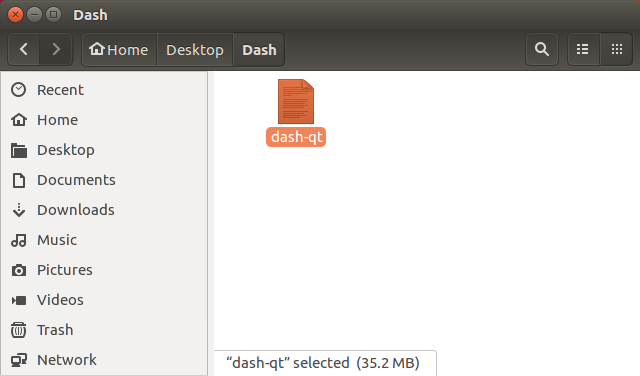 Dash
Home Desktop Dash
Recent
Home
Desktop
Documents
Downloads
Music
Pictures
Videos
Trash
Network
dash-qt
“dash-qt” selected (35.2 MB)